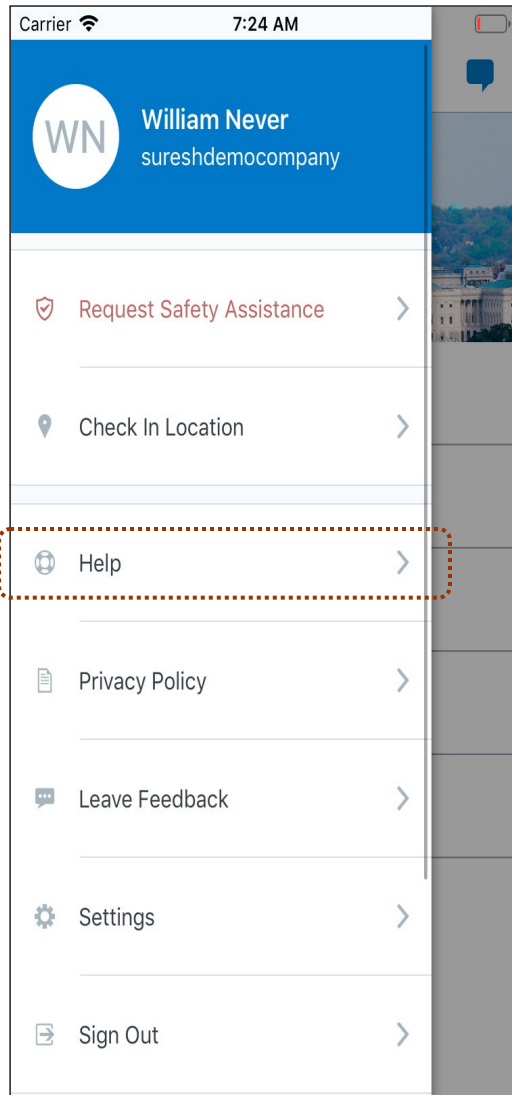 Carrier 7:24 AM
WN
William Never
sureshdemocompany
Request Safety Assistance
Check In Location
Help
Privacy Policy
Leave Feedback
Settings
Sign Out